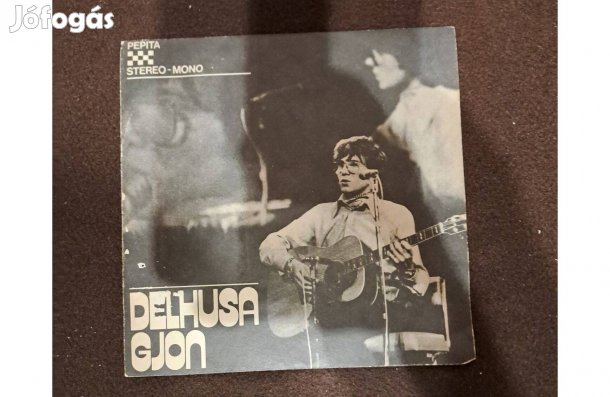 Jófogás
PEPITA
STEREO-MONO
DELHUSA
GJON